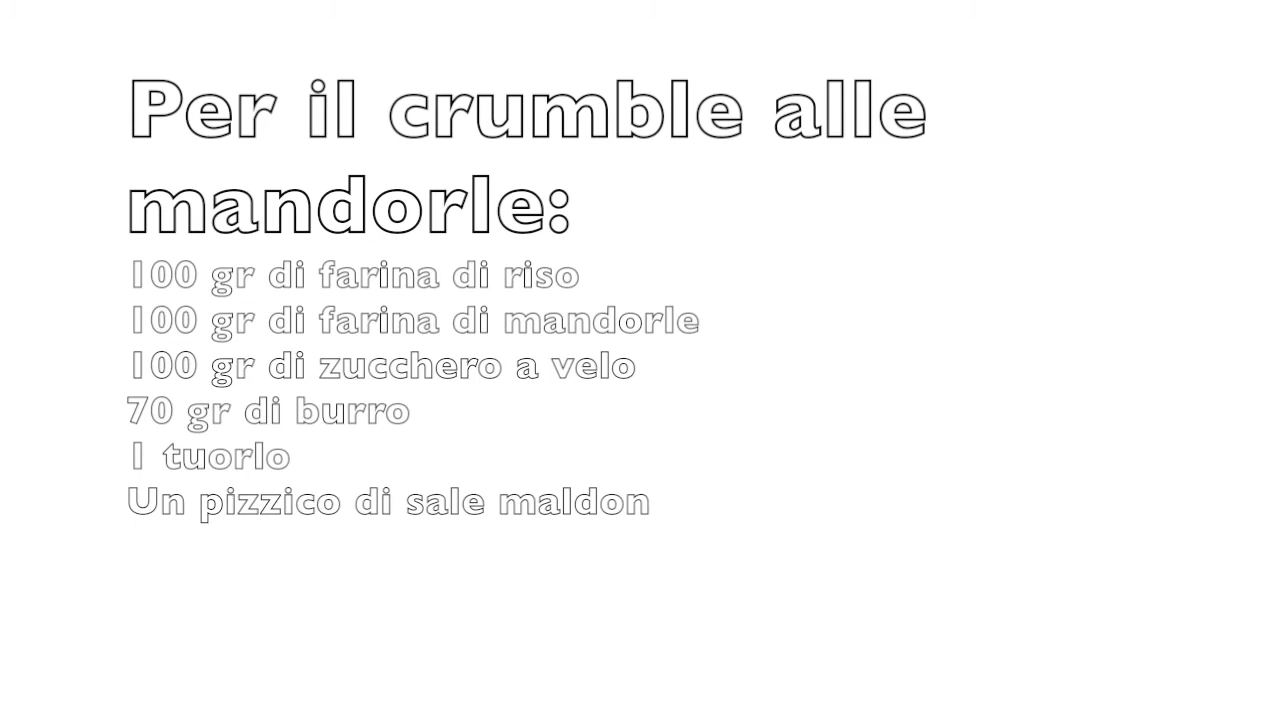 Per il crumble alle
mandorle:
100 gr di farina di riso
100 gr di farina di mandorle
100 gr di zucchero a velo
70 gr di burro
1 tuorlo
Un pizzico di sale maldon